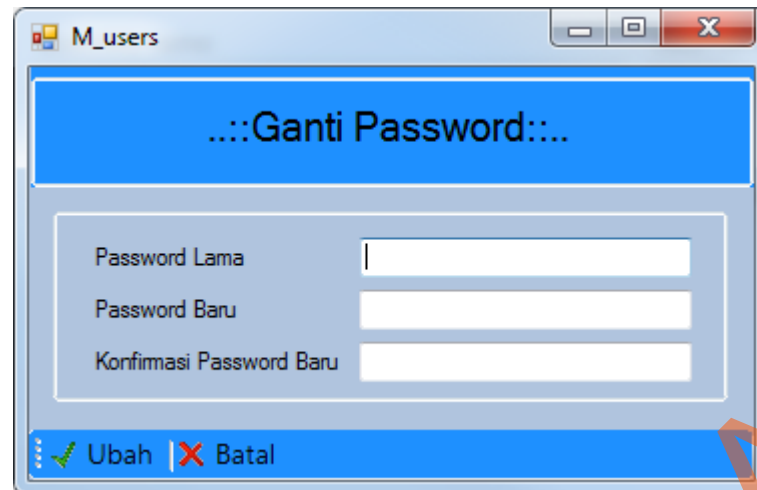 M_users
..::Ganti Password::..
Password Lama
Password Baru
Konfirmasi Password Baru
Ubah Batal